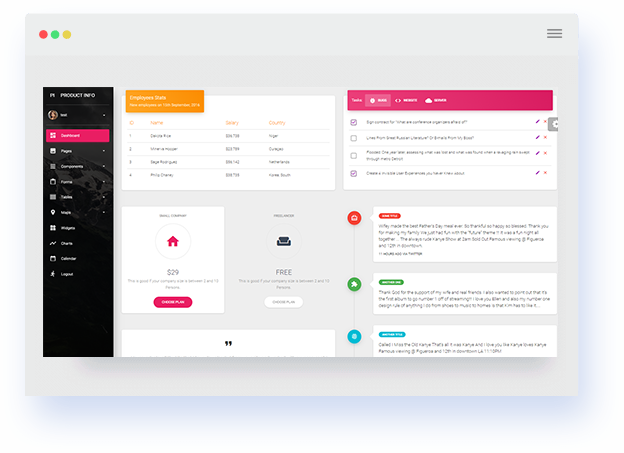 PI PRODUCT INFO
test
Dashboard
Pages
Components
Forms
Tables
Maps
Widgets
Charts
Calendar
Logout
Employees Stats
New employees on 15th September, 2016
ID Name Salary Country
1 Dakota Rice $36,738 Niger
2 Minerva Hooper $23,789 Curaçao
3 Sage Rodriguez $56,142 Netherlands
4 Philip Chaney $38,735 Korea, South
Tasks: BUGS WEBSITE SERVER
Sign contract for "What are conference organizers afraid of?"
Lines From Great Russian Literature? Or E-mails From My Boss?
Flooded: One year later, assessing what was lost and what was found when a ravaging rain swept
through metro Detroit
Create 4 Invisible User Experiences you Never Knew About
SMALL COMPANY
$29
This is good if your company size is between 2 and 10
Persons.
CHOOSE PLAN
FREELANCER
FREE
This is good if your company size is between 2 and 10
Persons.
CHOOSE PLAN
SOME TITLE
Wifey made the best Father's Day meal ever. So thankful so happy so blessed. Thank you
for making my family We just had fun with the "future" theme !!! It was a fun night all
together ... The always rude Kanye Show at 2am Sold Out Famous viewing @ Figueroa
and 12th in downtown.
11 HOURS AGO VIA TWITTER
ANOTHER ONE
Thank God for the support of my wife and real friends. I also wanted to point out that it's
the first album to go number 1 off of streaming!!! I love you Ellen and also my number one
design rule of anything I do from shoes to music to homes is that Kim has to like it....
ANOTHER TITLE
Called I Miss the Old Kanye That's all it was Kanye And I love you like Kanye loves Kanye
Famous viewing @ Figueroa and 12th in downtown LA 11:10PM